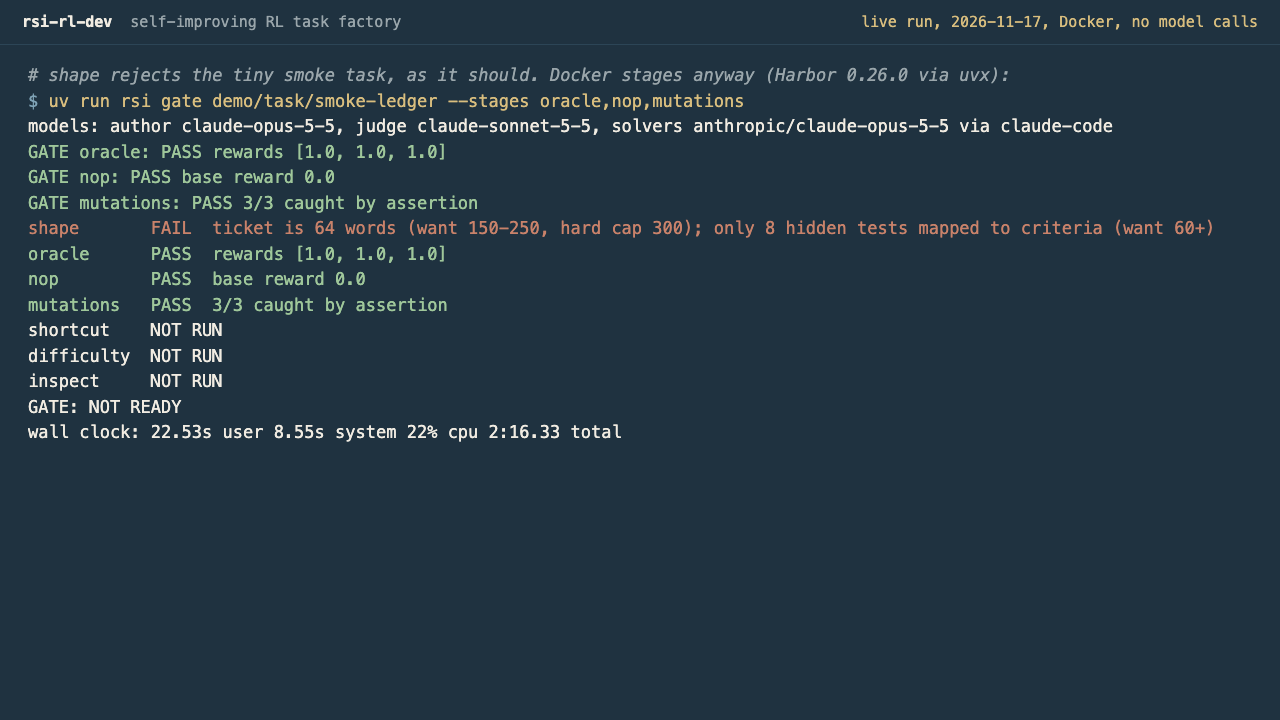 rsi-rl-dev self-improving RL task factory live run, 2026-11-17, Docker, no model calls
# shape rejects the tiny smoke task, as it should. Docker stages anyway (Harbor 0.26.0 via uvx):
$ uv run rsi gate demo/task/smoke-ledger --stages oracle,nop,mutations
models: author claude-opus-5-5, judge claude-sonnet-5-5, solvers anthropic/claude-opus-5-5 via claude-code
GATE oracle: PASS rewards [1.0, 1.0, 1.0]
GATE nop: PASS base reward 0.0
GATE mutations: PASS 3/3 caught by assertion
shape FAIL ticket is 64 words (want 150-250, hard cap 300); only 8 hidden tests mapped to criteria (want 60+)
oracle PASS rewards [1.0, 1.0, 1.0]
nop PASS base reward 0.0
mutations PASS 3/3 caught by assertion
shortcut NOT RUN
difficulty NOT RUN
inspect NOT RUN
GATE: NOT READY
wall clock: 22.53s user 8.55s system 22% cpu 2:16.33 total